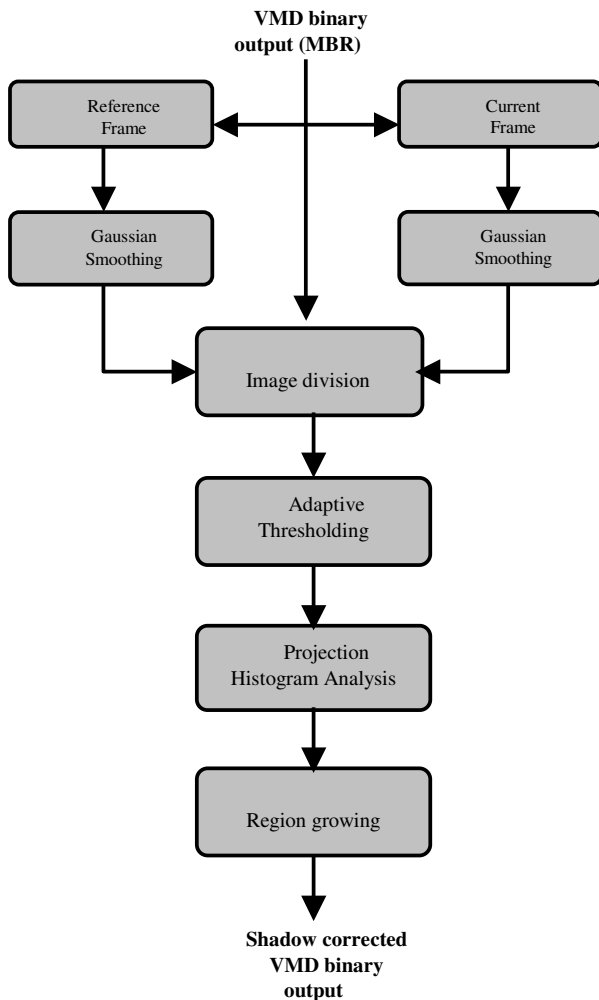 VMD binary
output (MBR)
Reference
Frame
Current
Frame
Gaussian
Smoothing
Gaussian
Smoothing
Image division
Adaptive
Thresholding
Projection
Histogram Analysis
Region growing
Shadow corrected
VMD binary
output